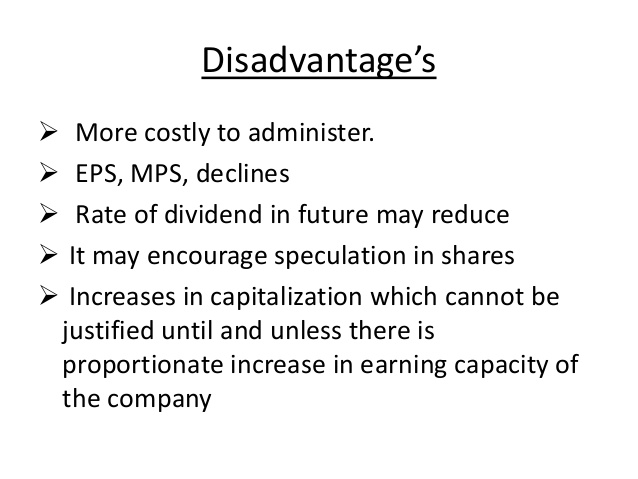 Disadvantage’s
➢ More costly to administer.
➢ EPS, MPS, declines
➢ Rate of dividend in future may reduce
➢ It may encourage speculation in shares
➢ Increases in capitalization which cannot be
justified until and unless there is
proportionate increase in earning capacity of
the company